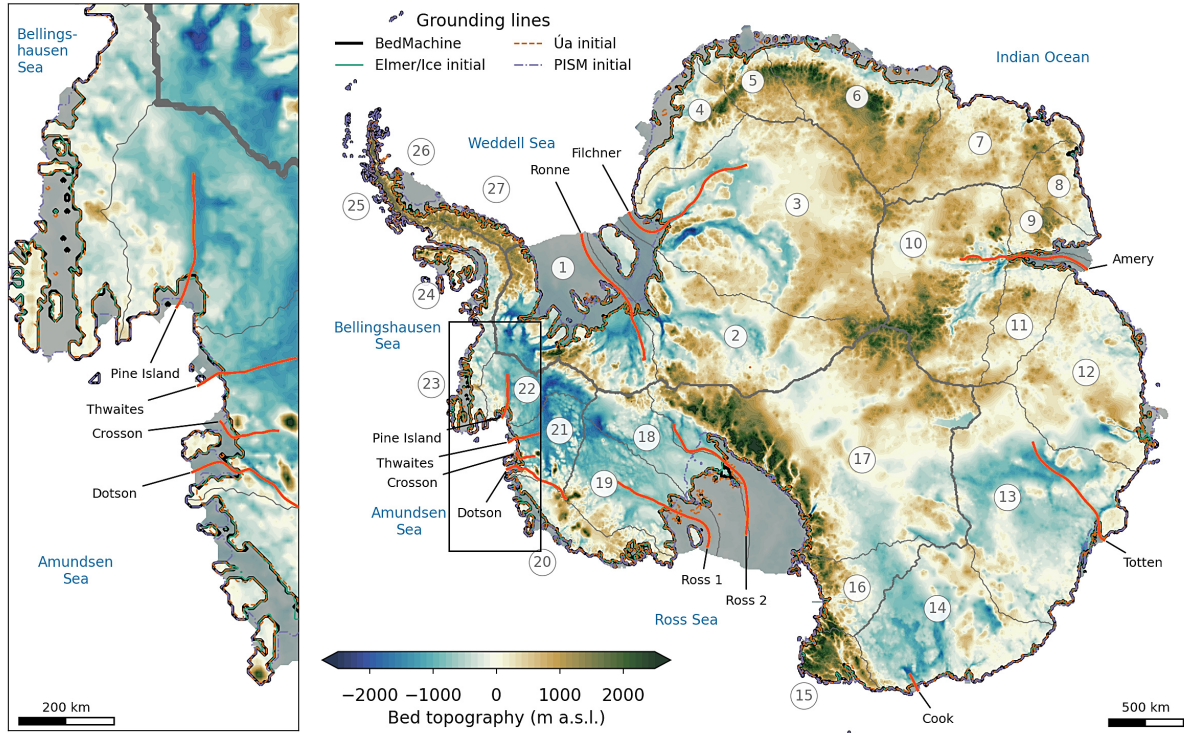 Bellings-
hausen
Sea
Pine Island
Thwaites
Crosson
Dotson
Amundsen
Sea
200 km
Grounding lines
BedMachine
Elmer/Ice initial
Úa initial
PISM initial
Indian Ocean
Weddell Sea
Filchner
Ronne
26
27
25
24
4
5
6
7
8
9
3
10
1
2
Amery
11
12
Bellingshausen
Sea
23
22
21
18
19
20
17
13
Pine Island
Thwaites
Crosson
Dotson
Amundsen
Sea
Ross 1
Ross 2
Ross Sea
Totten
16
14
15
Cook
−2000 −1000 0 1000 2000
Bed topography (m a.s.l.)
500 km